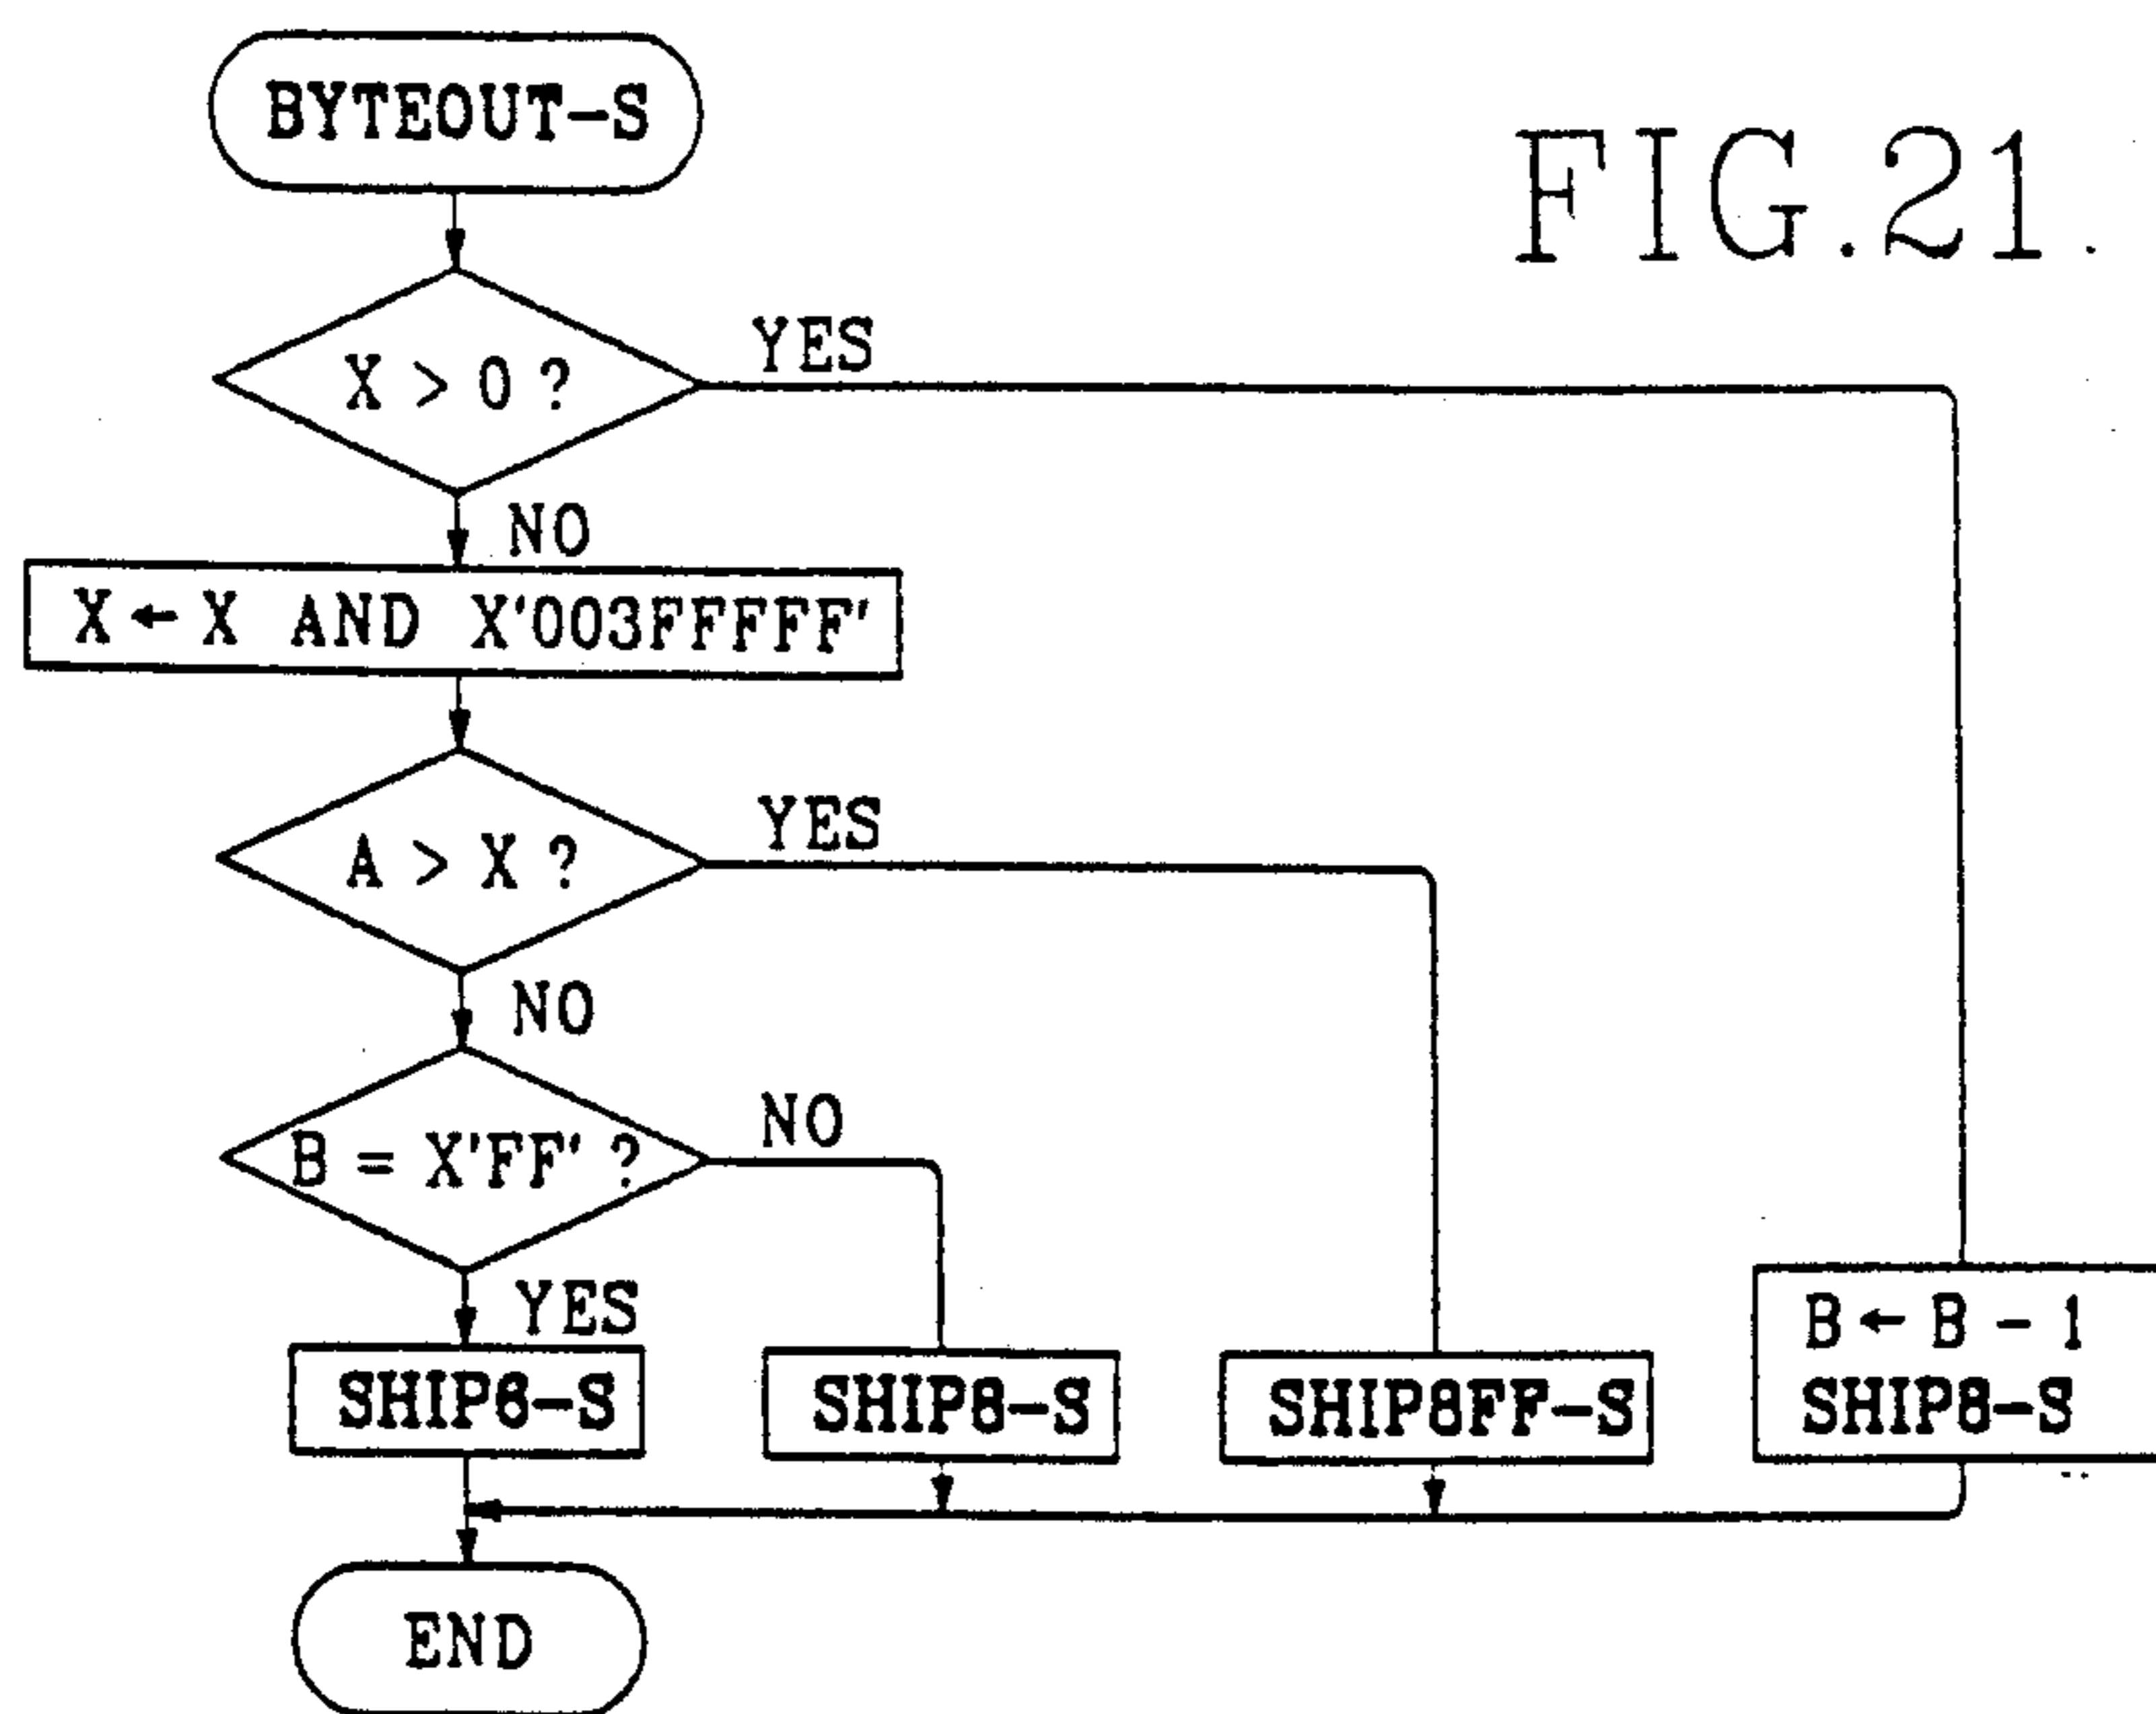 BYTEOUT-S
FIG.21.
X > 0 ?
YES
NO
X ← X AND X'003FFFFF'
A > X ?
YES
NO
B = X'FF' ?
NO
YES
SHIP6-S
SHIP8-S
SHIP8FF-S
B ← B - 1
SHIP8-S
END